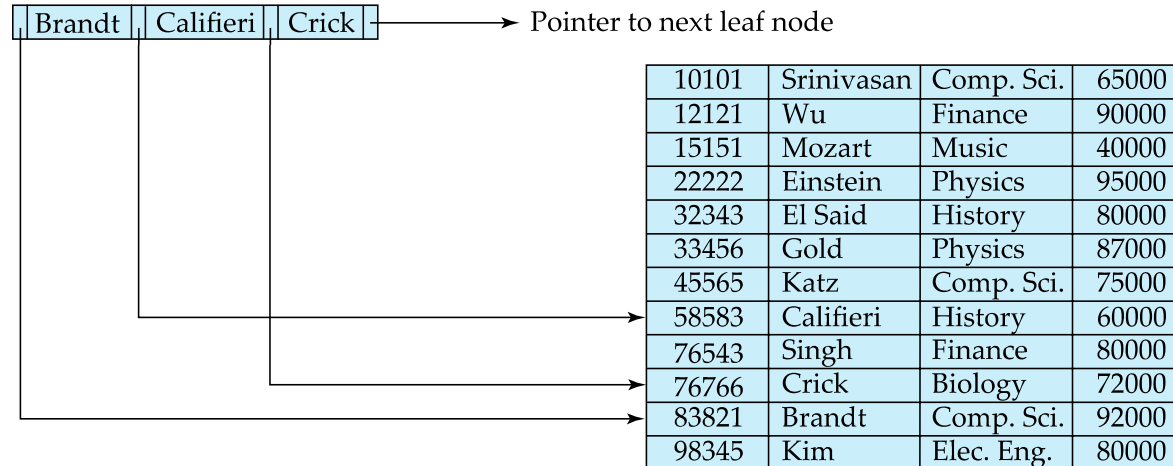 Brandt Califieri Crick Pointer to next leaf node
10101 Srinivasan Comp. Sci. 65000
12121 Wu Finance 90000
15151 Mozart Music 40000
22222 Einstein Physics 95000
32343 El Said History 80000
33456 Gold Physics 87000
45565 Katz Comp. Sci. 75000
58583 Califieri History 60000
76543 Singh Finance 80000
76766 Crick Biology 72000
83821 Brandt Comp. Sci. 92000
98345 Kim Elec. Eng. 80000